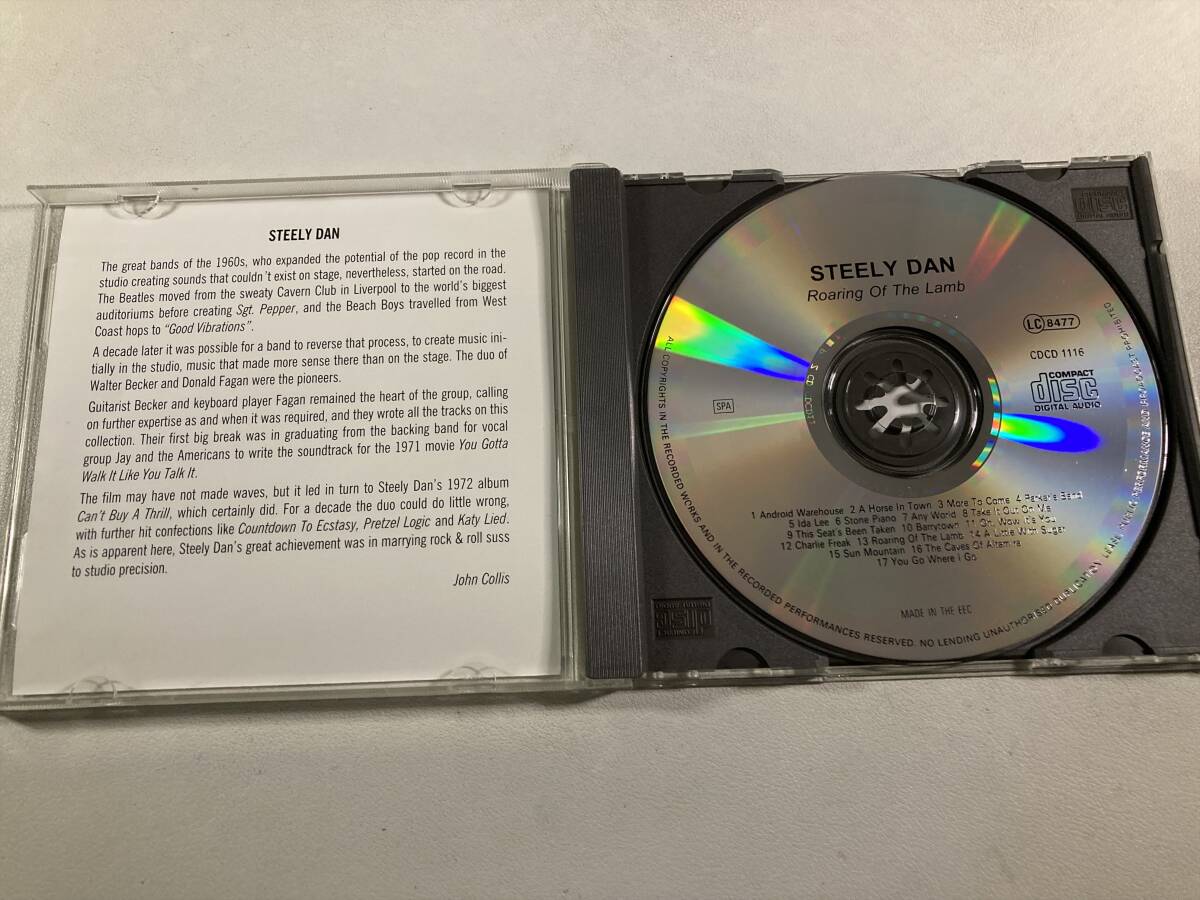 STEELY DAN
The great bands of the 1960s, who expanded the potential of the pop record in the
studio creating sounds that couldn't exist on stage, nevertheless, started on the road.
The Beatles moved from the sweaty Cavern Club in Liverpool to the world's biggest
auditoriums before creating Sgt. Pepper, and the Beach Boys travelled from West
Coast hops to "Good Vibrations".
A decade later it was possible for a band to reverse that process, to create music ini-
tially in the studio, music that made more sense there than on the stage. The duo of
Walter Becker and Donald Fagan were the pioneers.
Guitarist Becker and keyboard player Fagan remained the heart of the group, calling
on further expertise as and when it was required, and they wrote all the tracks on this
collection. Their first big break was in graduating from the backing band for vocal
group Jay and the Americans to write the soundtrack for the 1971 movie You Gotta
Walk It Like You Talk It.
The film may have not made waves, but it led in turn to Steely Dan's 1972 album
Can't Buy A Thrill, which certainly did. For a decade the duo could do little wrong,
with further hit confections like Countdown To Ecstasy, Pretzel Logic and Katy Lied.
As is apparent here, Steely Dan's great achievement was in marrying rock & roll suss
to studio precision.
John Collis
STEELY DAN
Roaring Of The Lamb
LC 8477
CDCD 1116
COMPACT
disc
DIGITAL AUDIO
SPA
1 Android Warehouse 2 A Horse In Town 3 More To Come 4 Parker's Band
5 Ida Lee 6 Stone Piano 7 Any World 8 Take It Out On Me
9 This Seat's Been Taken 10 Barrytown 11 Oh, Wow It's You
12 Charlie Freak 13 Roaring Of The Lamb 14 A Little With Sugar
15 Sun Mountain 16 The Caves Of Altamira
17 You Go Where I Go
MADE IN THE EEC
ALL COPYRIGHTS IN THE RECORDED WORKS AND IN THE RECORDED PERFORMANCES RESERVED. NO LENDING UNAUTHORISED DUPLICATION, LEASE, PUBLIC PERFORMANCE AND BROADCAST PROHIBITED
disc
disc